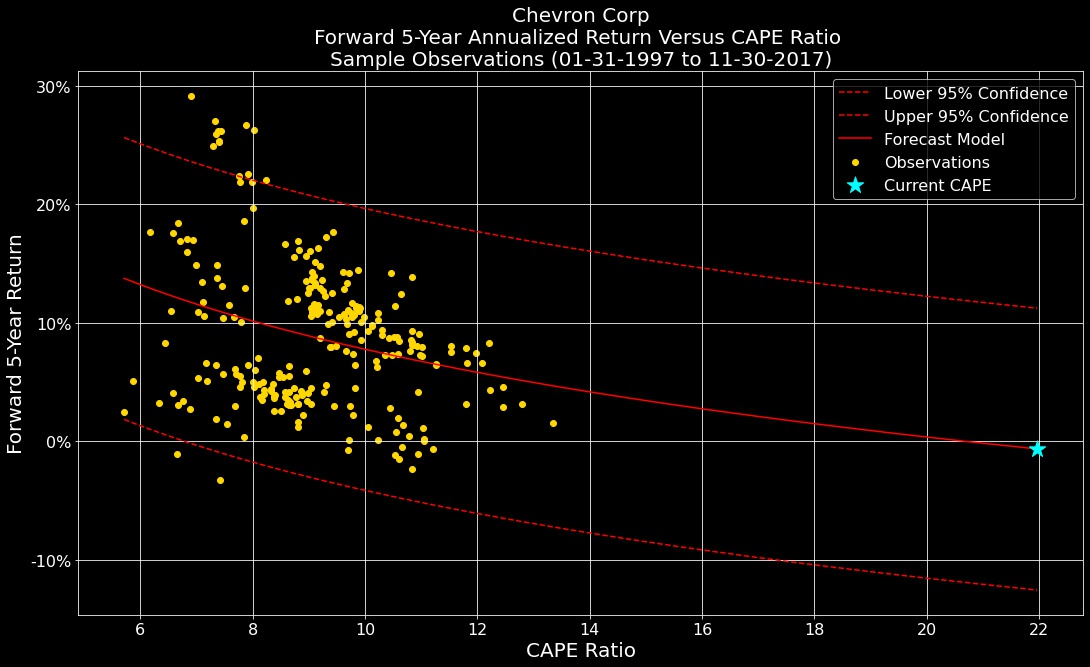 Chevron Corp
Forward 5-Year Annualized Return Versus CAPE Ratio
Sample Observations (01-31-1997 to 11-30-2017)
Lower 95% Confidence
Upper 95% Confidence
Forecast Model
Observations
Current CAPE
Forward 5-Year Return
30%
20%
10%
0%
-10%
6 8 10 12 14 16 18 20 22
CAPE Ratio